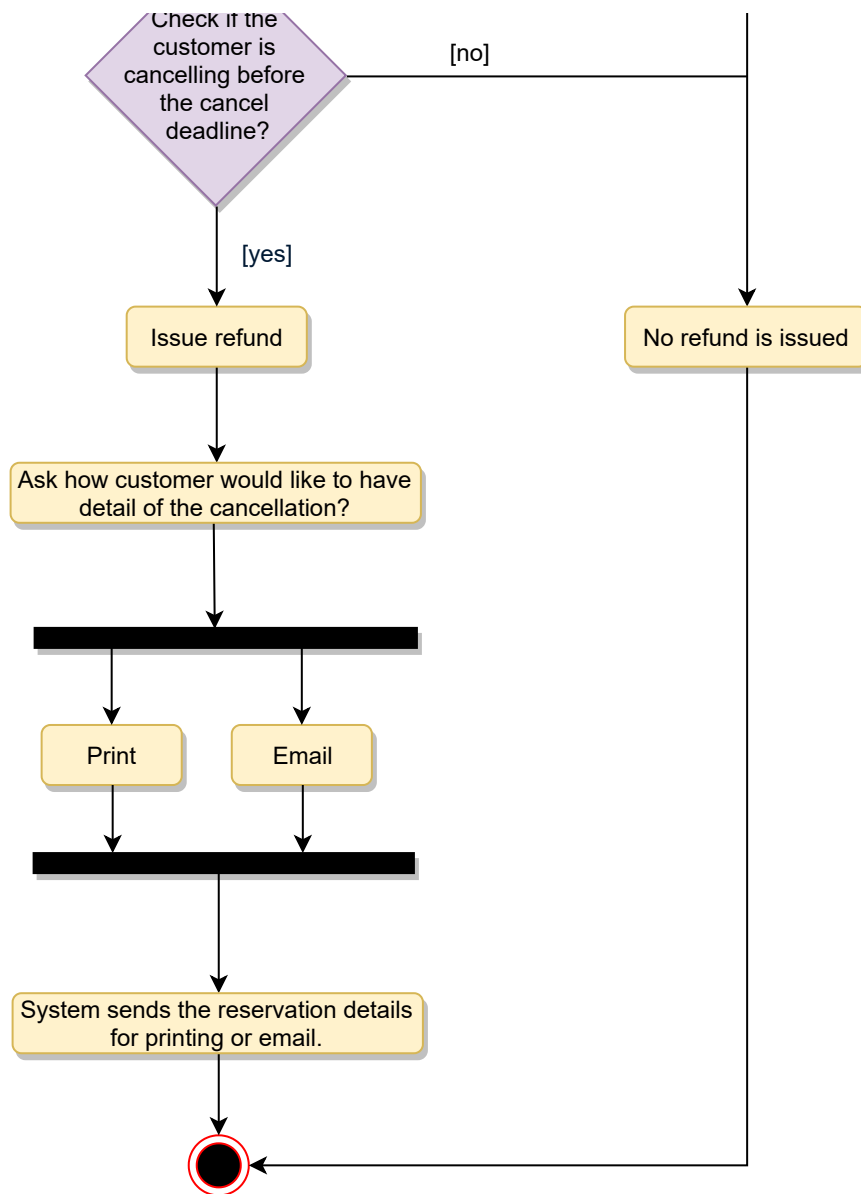 Check if the
customer is
cancelling before
the cancel
deadline?
[no]
[yes]
Issue refund
No refund is issued
Ask how customer would like to have
detail of the cancellation?
Print
Email
System sends the reservation details
for printing or email.